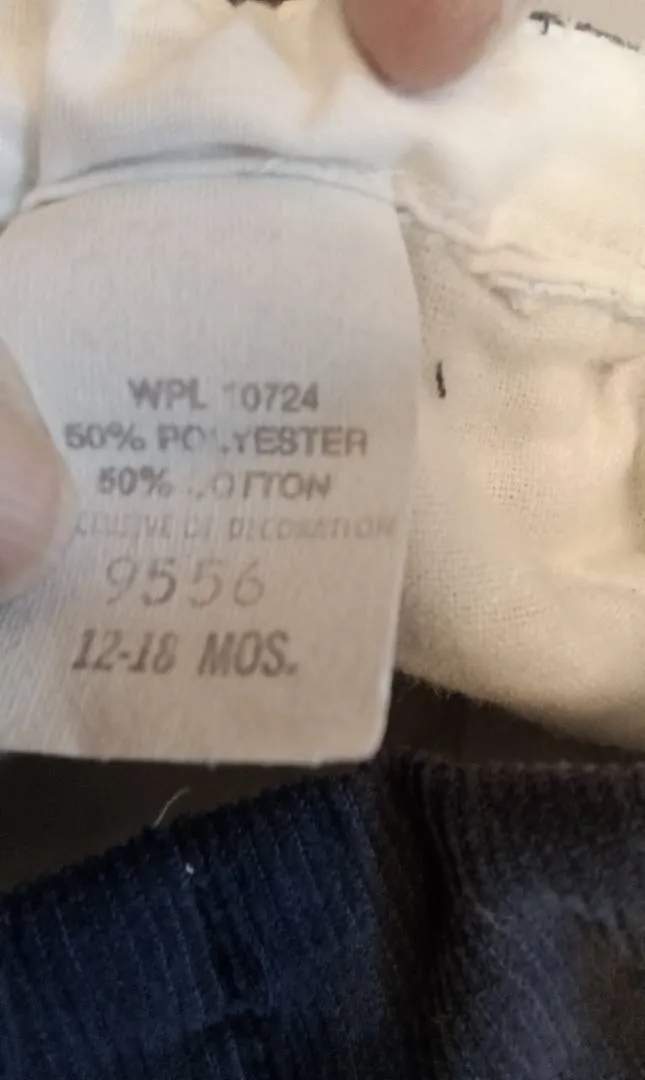 WPL 10724
50% POLYESTER
50% COTTON
EXCLUSIVE OF DECORATION
9556
12-18 MOS.